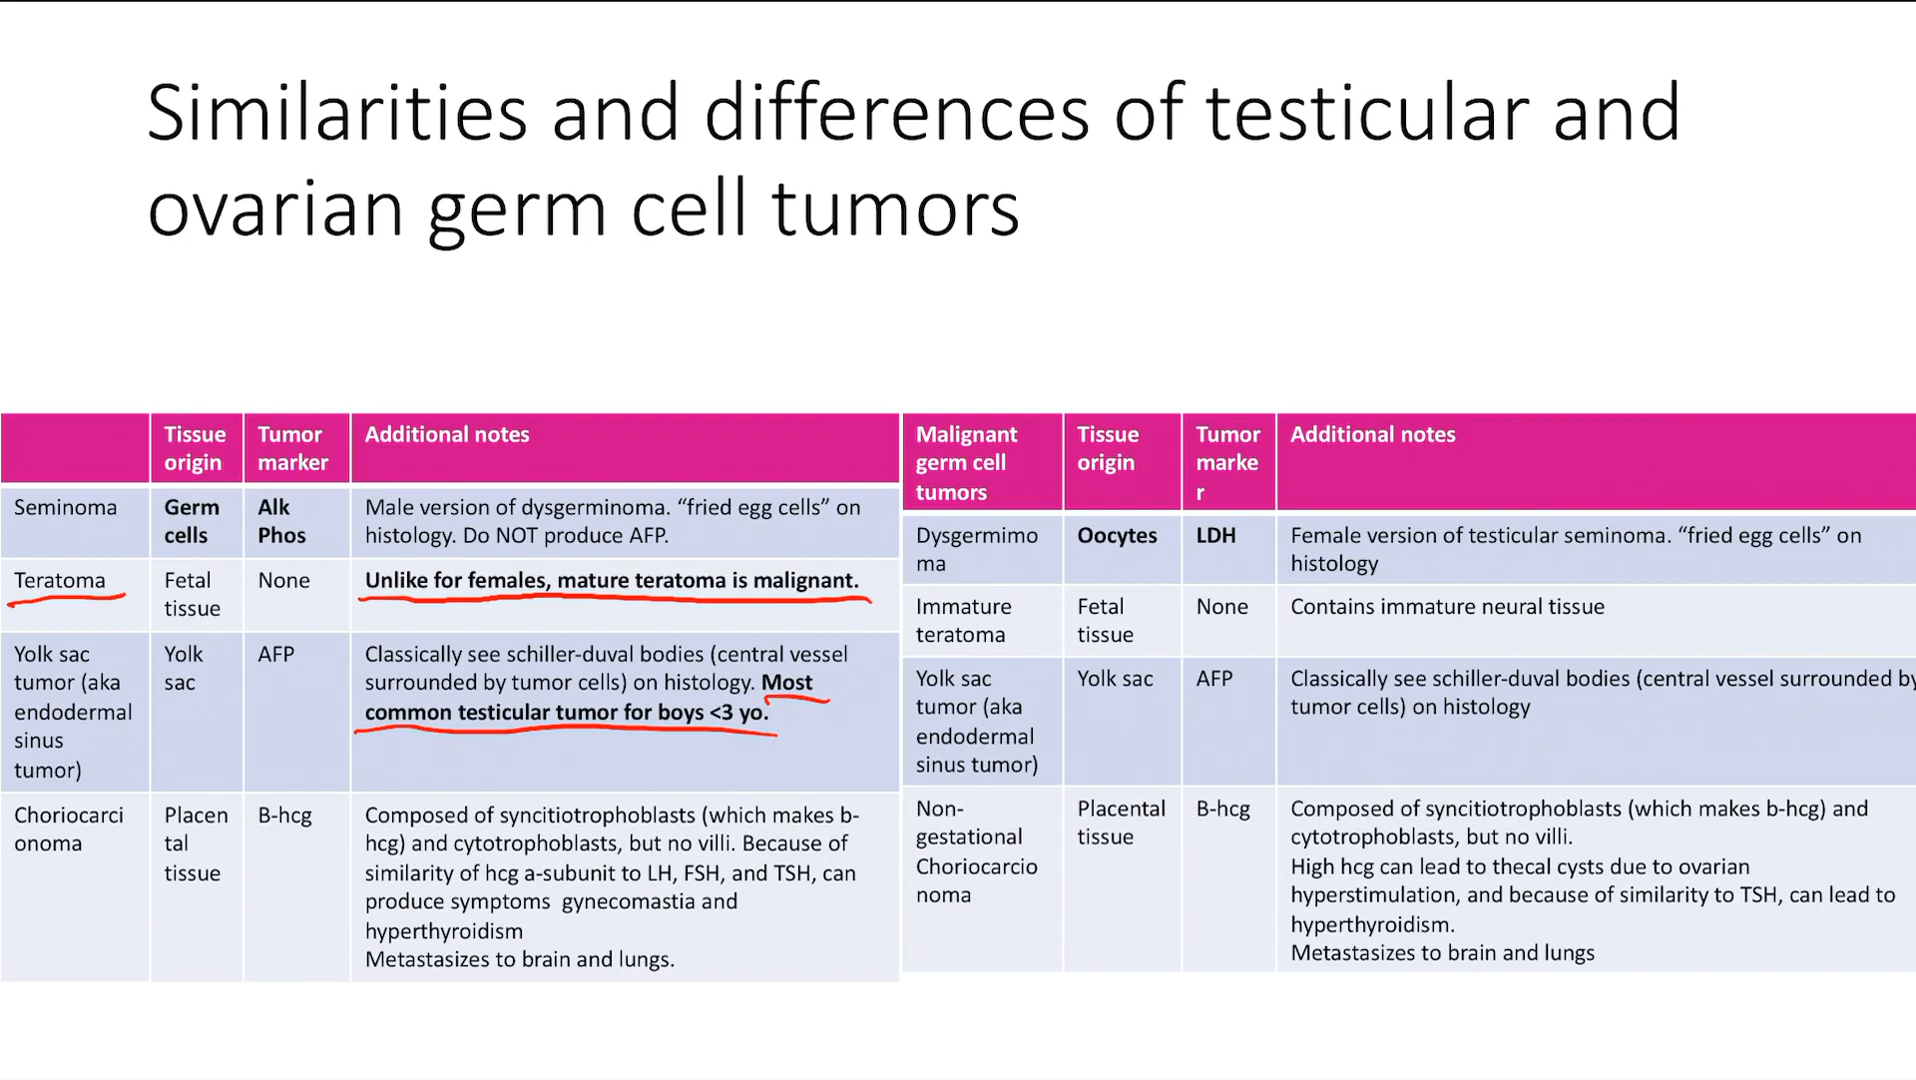 Similarities and differences of testicular and
ovarian germ cell tumors
Tissue
origin
Tumor
marker
Additional notes
Seminoma
Germ
cells
Alk
Phos
Male version of dysgerminoma. “fried egg cells” on
histology. Do NOT produce AFP.
Teratoma
Fetal
tissue
None
Unlike for females, mature teratoma is malignant.
Yolk sac
tumor (aka
endodermal
sinus
tumor)
Yolk
sac
AFP
Classically see schiller-duval bodies (central vessel
surrounded by tumor cells) on histology. Most
common testicular tumor for boys <3 yo.
Choriocarci
onoma
Placen
tal
tissue
B-hcg
Composed of syncitiotrophoblasts (which makes b-
hcg) and cytotrophoblasts, but no villi. Because of
similarity of hcg a-subunit to LH, FSH, and TSH, can
produce symptoms gynecomastia and
hyperthyroidism
Metastasizes to brain and lungs.
Malignant
germ cell
tumors
Tissue
origin
Tumor
marke
r
Additional notes
Dysgermimo
ma
Oocytes
LDH
Female version of testicular seminoma. “fried egg cells” on
histology
Immature
teratoma
Fetal
tissue
None
Contains immature neural tissue
Yolk sac
tumor (aka
endodermal
sinus tumor)
Yolk sac
AFP
Classically see schiller-duval bodies (central vessel surrounded by
tumor cells) on histology
Non-
gestational
Choriocarcio
noma
Placental
tissue
B-hcg
Composed of syncitiotrophoblasts (which makes b-hcg) and
cytotrophoblasts, but no villi.
High hcg can lead to thecal cysts due to ovarian
hyperstimulation, and because of similarity to TSH, can lead to
hyperthyroidism.
Metastasizes to brain and lungs